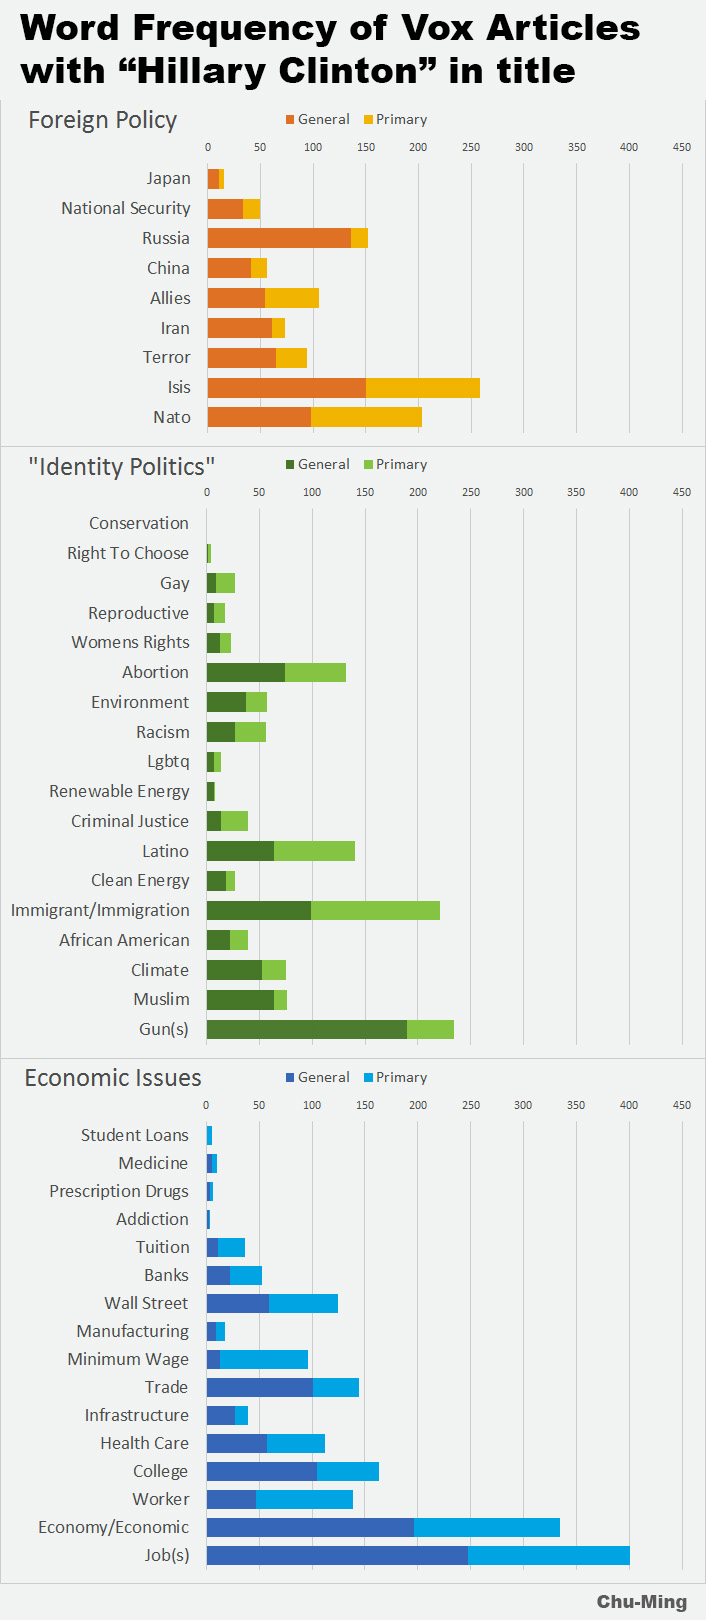 Word Frequency of Vox Articles
with “Hillary Clinton” in title
Foreign Policy
General Primary
0 50 100 150 200 250 300 350 400 450
Japan
National Security
Russia
China
Allies
Iran
Terror
Isis
Nato
"Identity Politics"
General Primary
0 50 100 150 200 250 300 350 400 450
Conservation
Right To Choose
Gay
Reproductive
Womens Rights
Abortion
Environment
Racism
Lgbtq
Renewable Energy
Criminal Justice
Latino
Clean Energy
Immigrant/Immigration
African American
Climate
Muslim
Gun(s)
Economic Issues
General Primary
0 50 100 150 200 250 300 350 400 450
Student Loans
Medicine
Prescription Drugs
Addiction
Tuition
Banks
Wall Street
Manufacturing
Minimum Wage
Trade
Infrastructure
Health Care
College
Worker
Economy/Economic
Job(s)
Chu-Ming